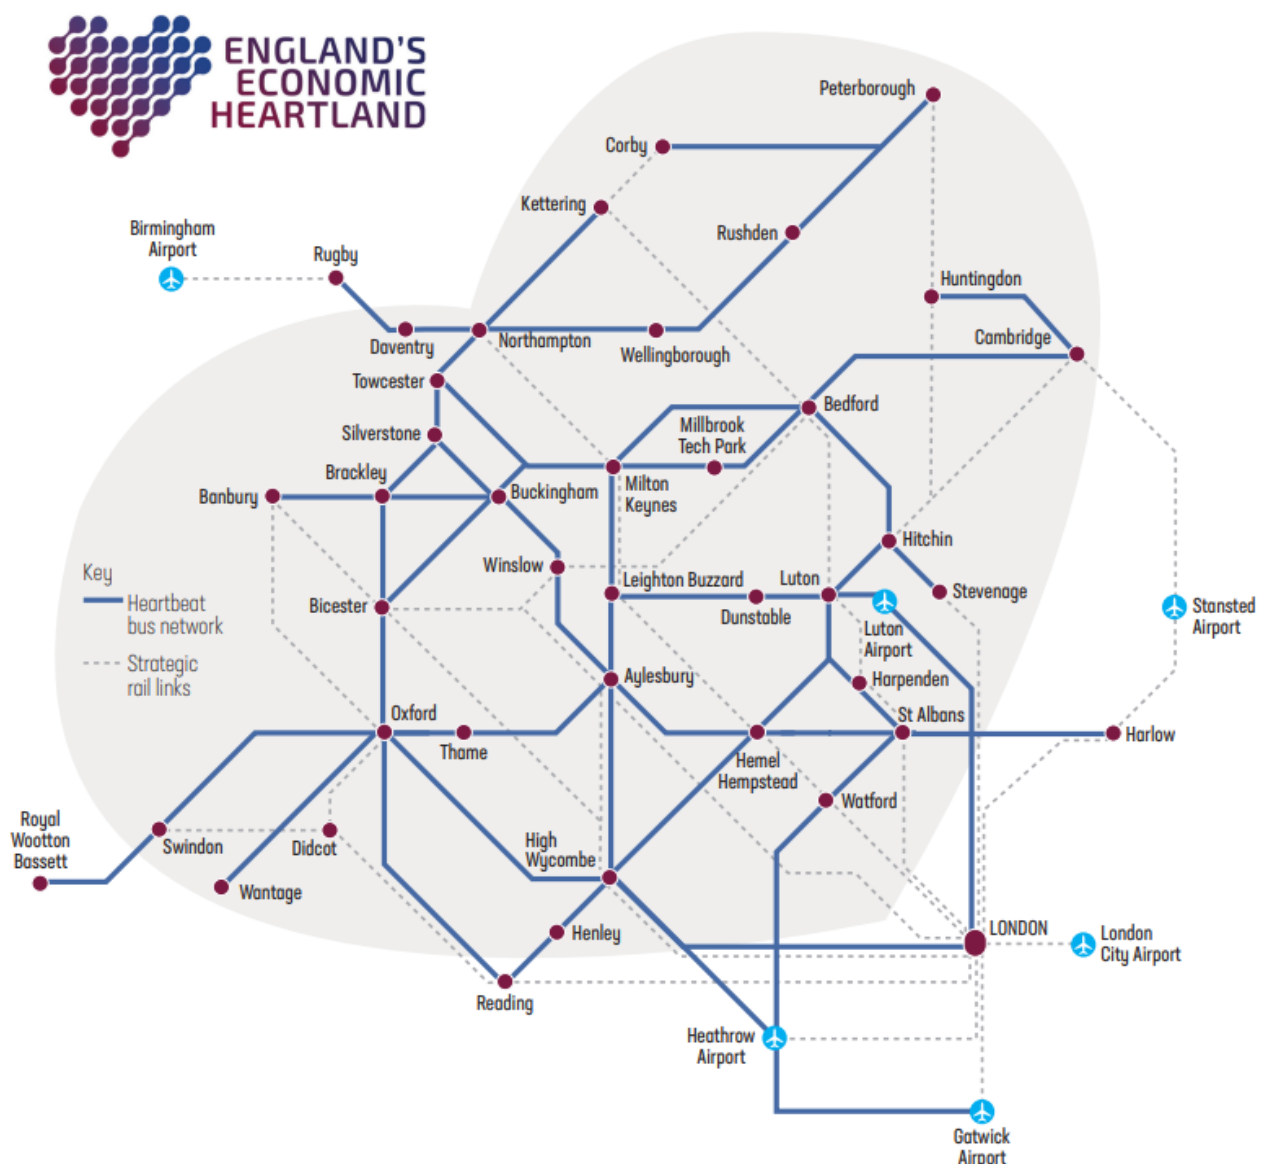 ENGLAND'S
ECONOMIC
HEARTLAND
Peterborough
Corby
Kettering
Rushden
Birmingham
Airport
Rugby
Huntingdon
Cambridge
Daventry
Northampton
Wellingborough
Towcester
Bedford
Silverstone
Millbrook
Tech Park
Brackley
Banbury
Buckingham
Milton
Keynes
Hitchin
Winslow
Key
Heartbeat
bus network
Strategic
rail links
Leighton Buzzard
Luton
Dunstable
Stevenage
Bicester
Luton
Airport
Stansted
Airport
Aylesbury
Harpenden
Oxford
St Albans
Thame
Hemel
Hempstead
Harlow
Watford
Royal
Wootton
Bassett
Swindon
Didcot
High
Wycombe
Wantage
Henley
LONDON
London
City Airport
Reading
Heathrow
Airport
Gatwick
Airport